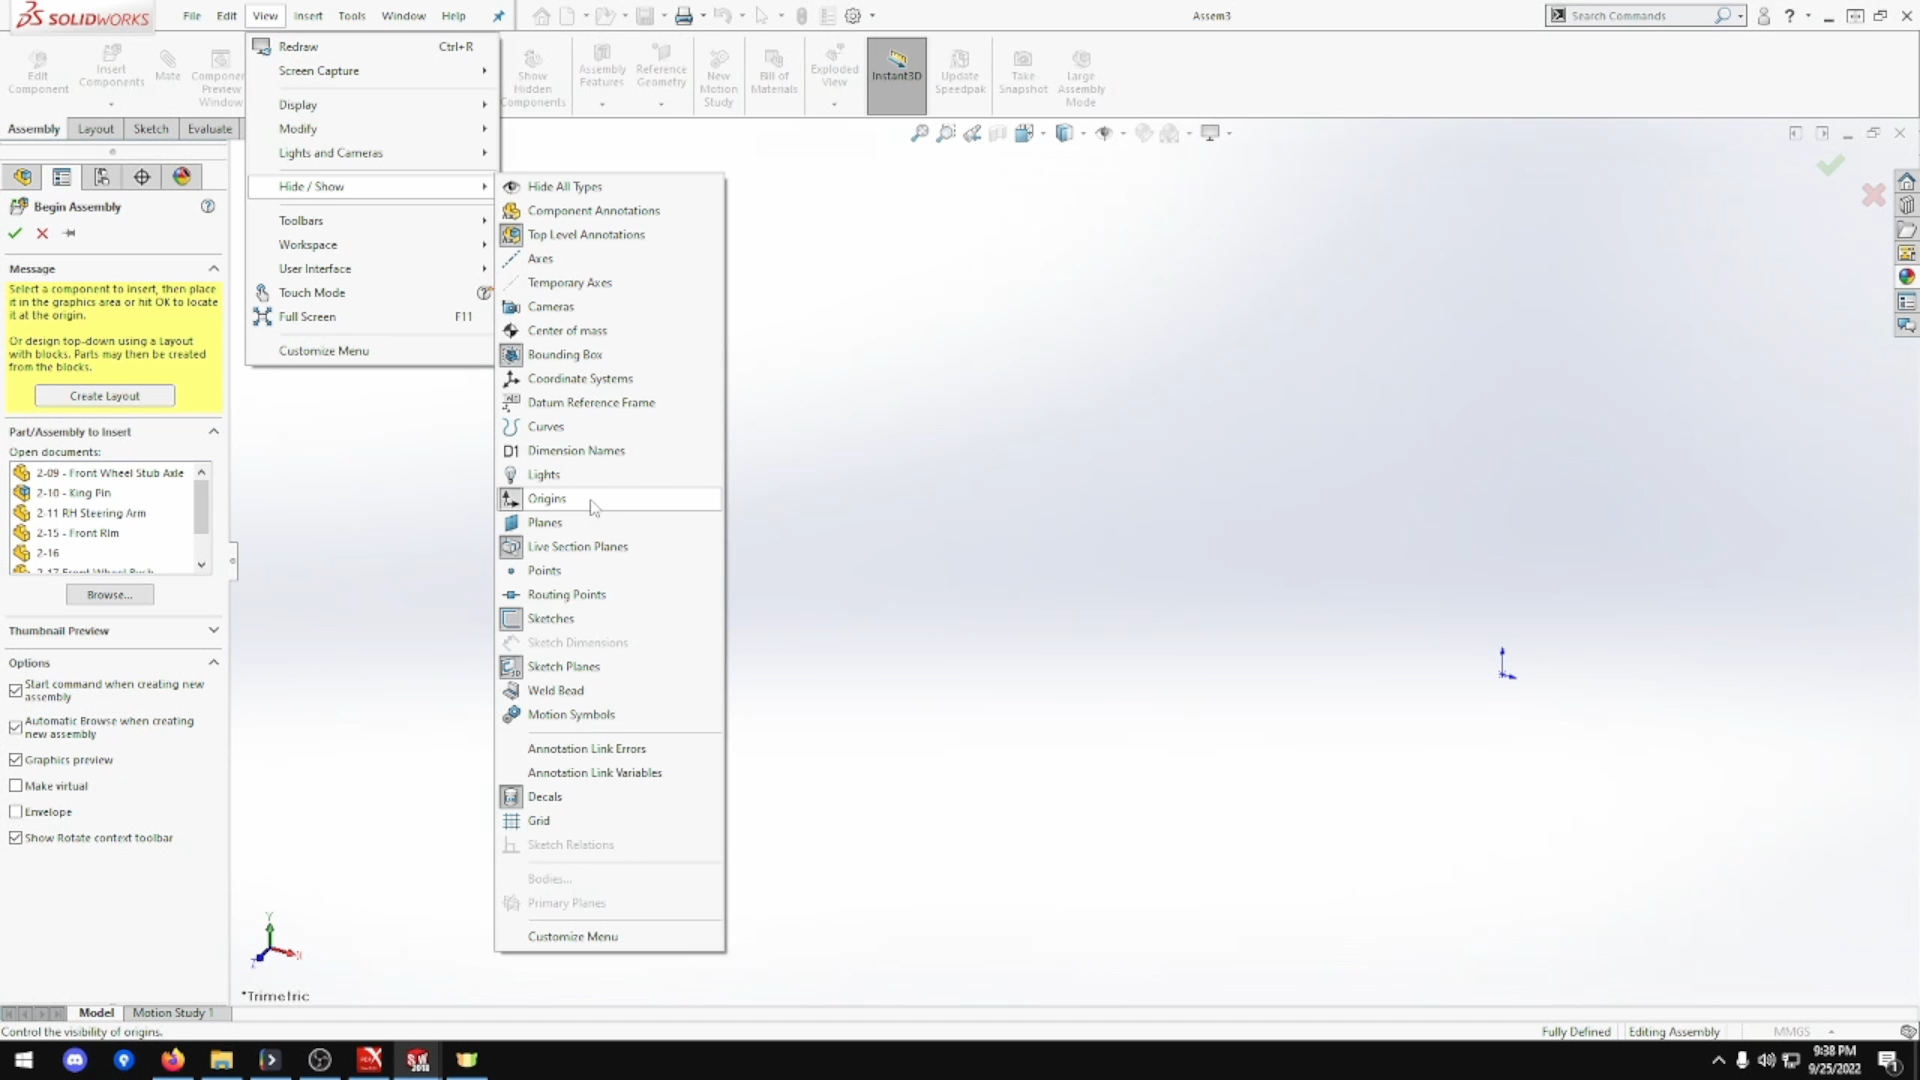 SOLIDWORKS
File Edit View Insert Tools Window Help
Assem3
Search Commands
Edit Component
Insert Components
Mate
Component Preview Window
Show Hidden Components
Assembly Features
Reference Geometry
New Motion Study
Bill of Materials
Exploded View
Instant3D
Update Speedpak
Take Snapshot
Large Assembly Mode
Assembly Layout Sketch Evaluate
Begin Assembly
Message
Select a component to insert, then place
it in the graphics area or hit OK to locate
it at the origin.
Or design top-down using a Layout
with blocks. Parts may then be created
from the blocks.
Create Layout
Part/Assembly to Insert
Open documents:
2-09 - Front Wheel Stub Axle
2-10 - King Pin
2-11 RH Steering Arm
2-15 - Front RIm
2-16
Browse...
Thumbnail Preview
Options
Start command when creating new
assembly
Automatic Browse when creating
new assembly
Graphics preview
Make virtual
Envelope
Show Rotate context toolbar
Redraw Ctrl+R
Screen Capture
Display
Modify
Lights and Cameras
Hide / Show
Toolbars
Workspace
User Interface
Touch Mode
Full Screen F11
Customize Menu
Hide All Types
Component Annotations
Top Level Annotations
Axes
Temporary Axes
Cameras
Center of mass
Bounding Box
Coordinate Systems
Datum Reference Frame
Curves
D1 Dimension Names
Lights
Origins
Planes
Live Section Planes
Points
Routing Points
Sketches
Sketch Dimensions
Sketch Planes
Weld Bead
Motion Symbols
Annotation Link Errors
Annotation Link Variables
Decals
Grid
Sketch Relations
Bodies...
Primary Planes
Customize Menu
Y
X
*Trimetric
Model Motion Study 1
Control the visibility of origins.
Fully Defined Editing Assembly MMGS
9:38 PM
9/25/2022